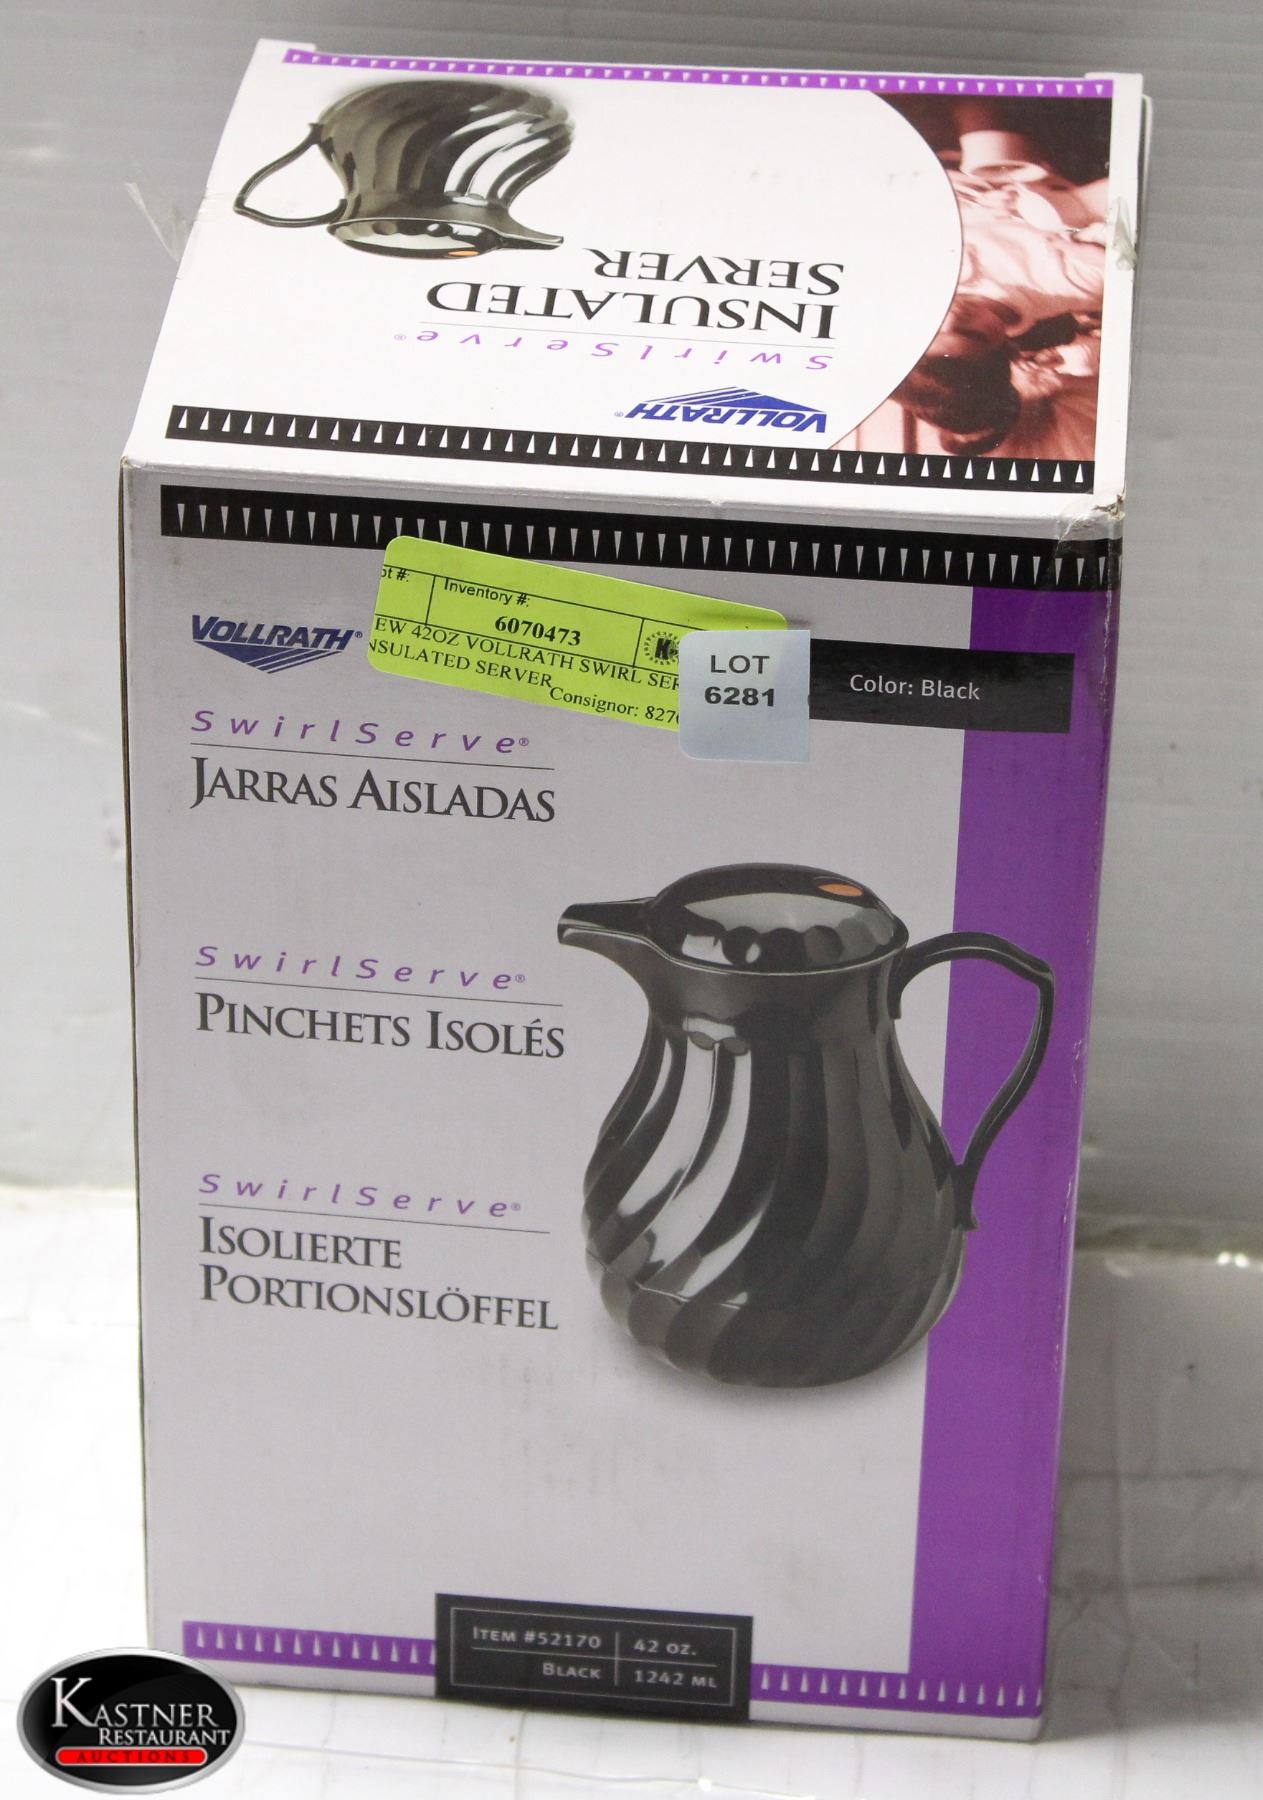 VOLLRATH®
SwirlServe®
INSULATED
SERVER
VOLLRATH®
ot #:
Inventory #:
6070473
EW 42OZ VOLLRATH SWIRL SER
NSULATED SERVER
Consignor: 827
K
LOT
6281
Color: Black
SwirlServe®
JARRAS AISLADAS
SwirlServe®
PINCHETS ISOLÉS
SwirlServe®
ISOLIERTE
PORTIONSLÖFFEL
ITEM #52170
42 OZ.
BLACK
1242 ML
KASTNER
RESTAURANT
AUCTIONS